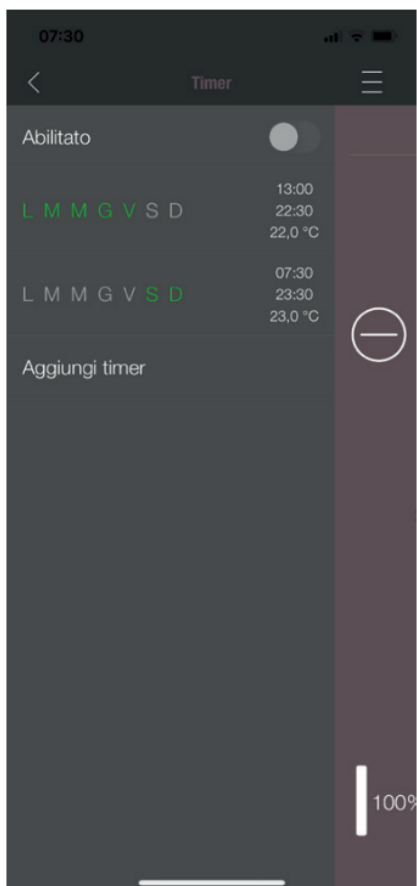 07:30
Timer
Abilitato
L M M G V S D
13:00
22:30
22,0 °C
L M M G V S D
07:30
23:30
23,0 °C
Aggiungi timer
100%